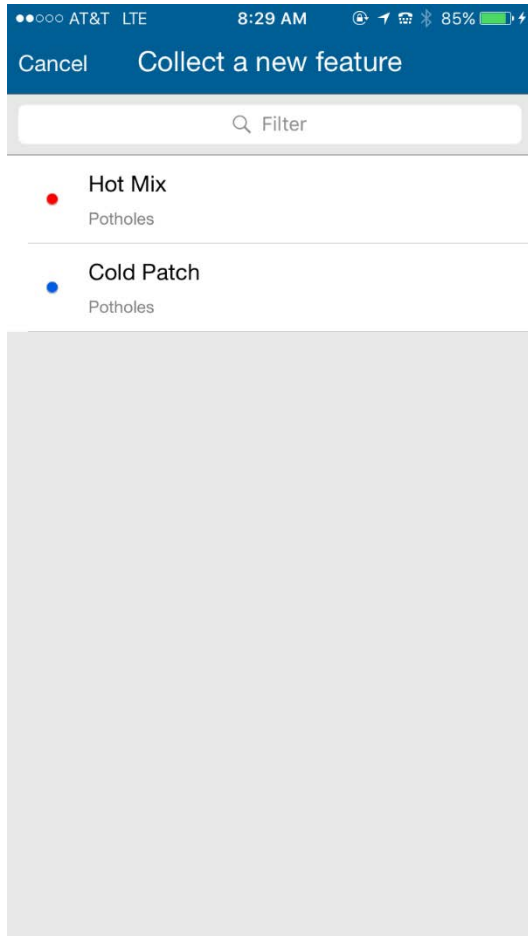 AT&T LTE 8:29 AM 85%
Cancel Collect a new feature
Filter
Hot Mix
Potholes
Cold Patch
Potholes